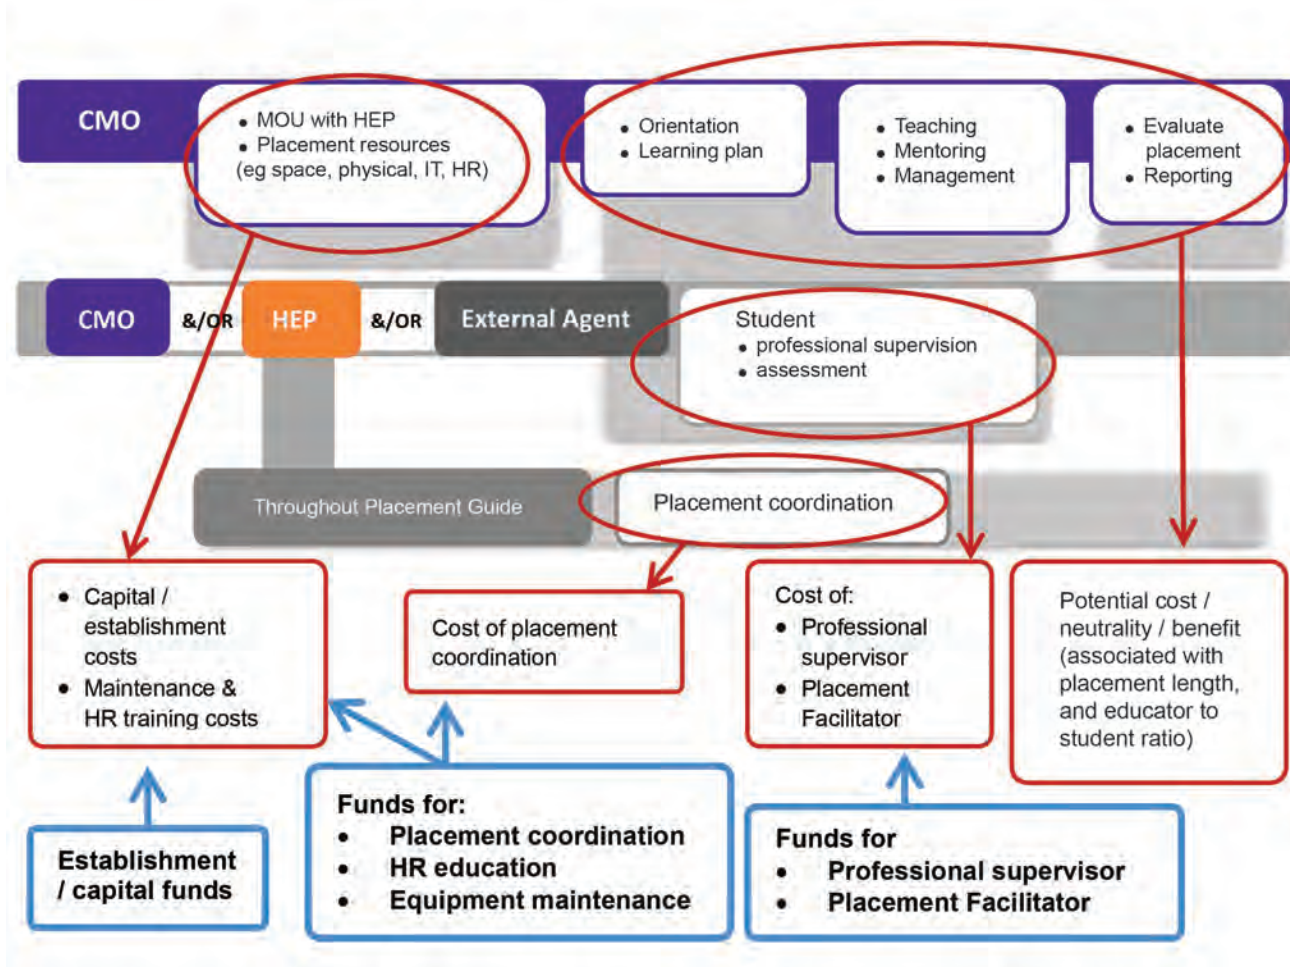 CMO
• MOU with HEP
• Placement resources
(eg space, physical, IT, HR)
• Orientation
• Learning plan
• Teaching
• Mentoring
• Management
• Evaluate
placement
• Reporting
CMO
&/OR
HEP
&/OR
External Agent
Student
• professional supervision
• assessment
Throughout Placement Guide
Placement coordination
• Capital /
establishment
costs
• Maintenance &
HR training costs
Cost of placement
coordination
Cost of:
• Professional
supervisor
• Placement
Facilitator
Potential cost /
neutrality / benefit
(associated with
placement length,
and educator to
student ratio)
Establishment
/ capital funds
Funds for:
• Placement coordination
• HR education
• Equipment maintenance
Funds for
• Professional supervisor
• Placement Facilitator